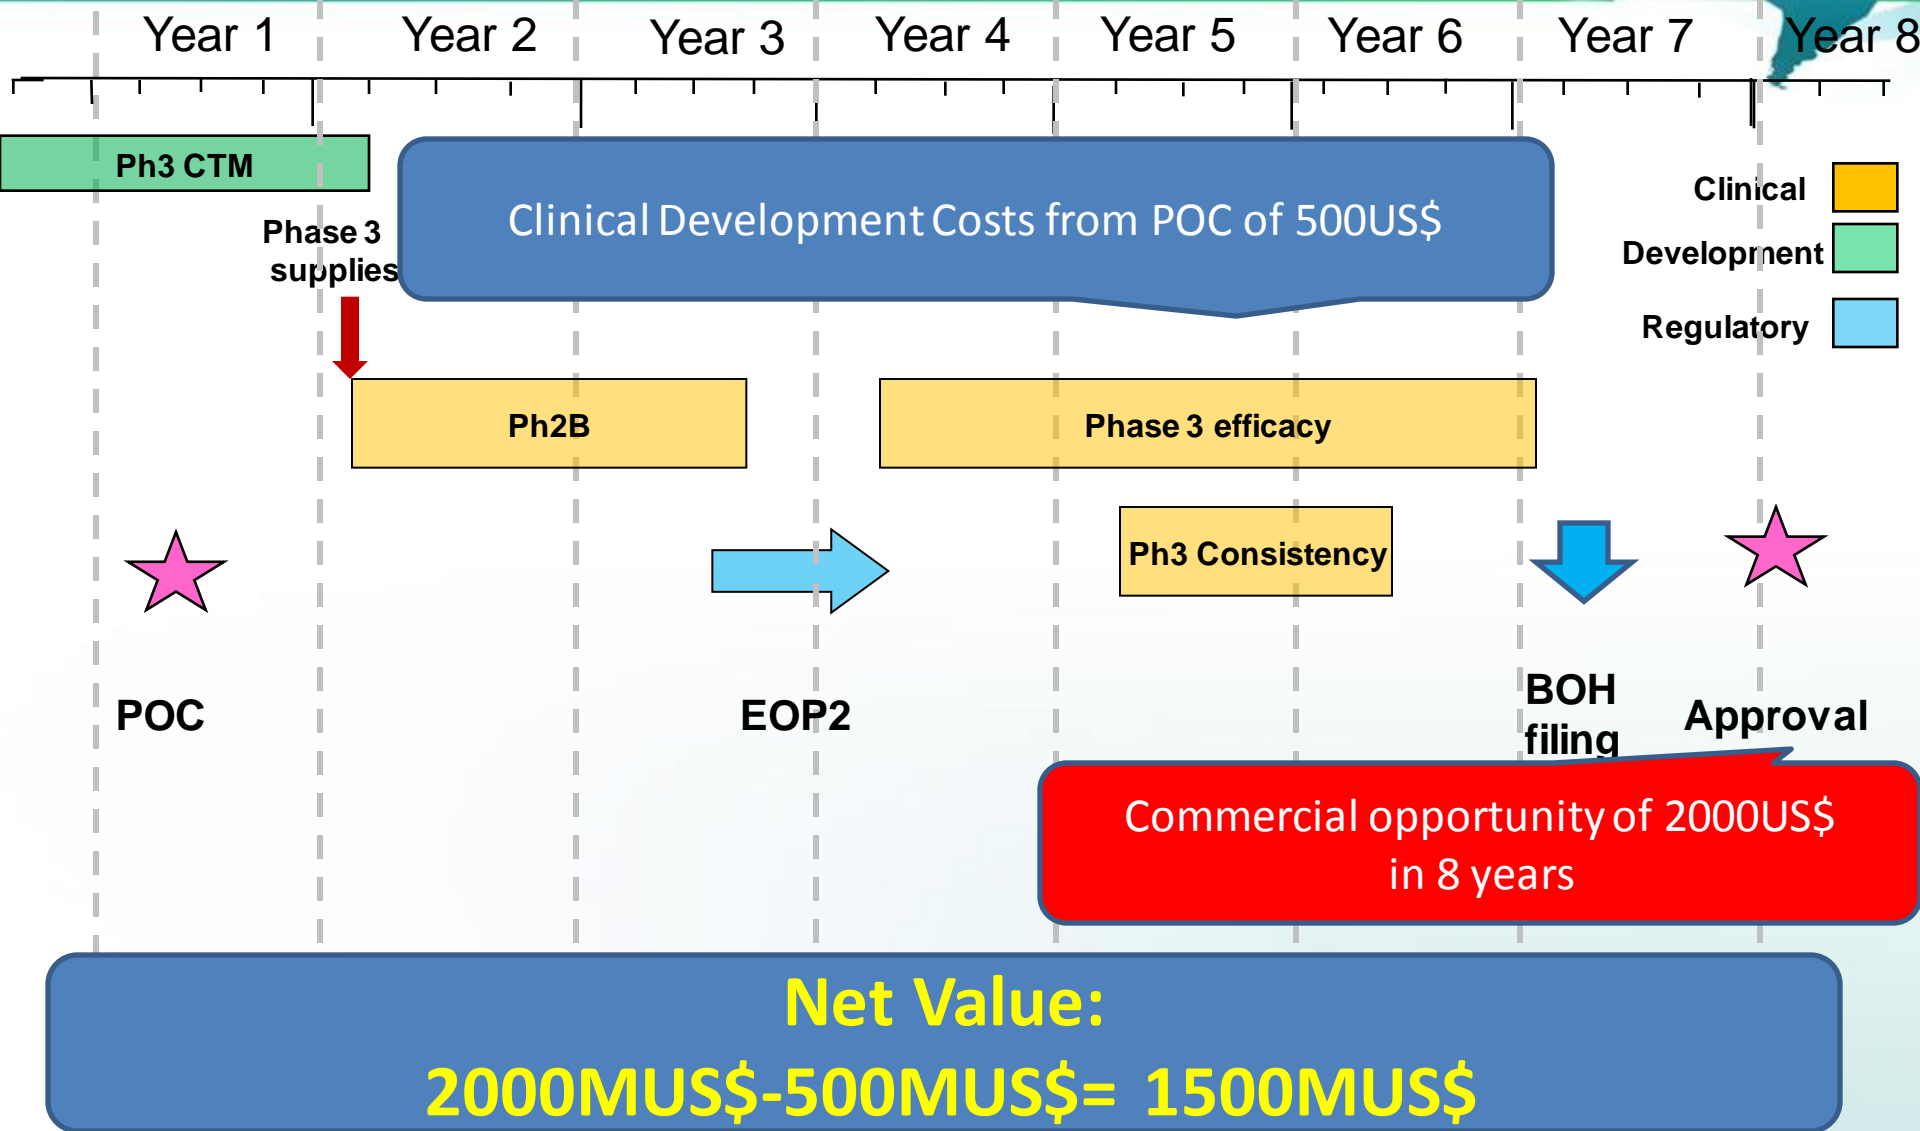 Year 1
Year 2
Year 3
Year 4
Year 5
Year 6
Year 7
Year 8
Ph3 CTM
Clinical Development Costs from POC of 500US$
Clinical
Development
Regulatory
Phase 3
supplies
Ph2B
Phase 3 efficacy
Ph3 Consistency
POC
EOP2
BOH
filing
Approval
Commercial opportunity of 2000US$
in 8 years
Net Value:
2000MUS$-500MUS$= 1500MUS$